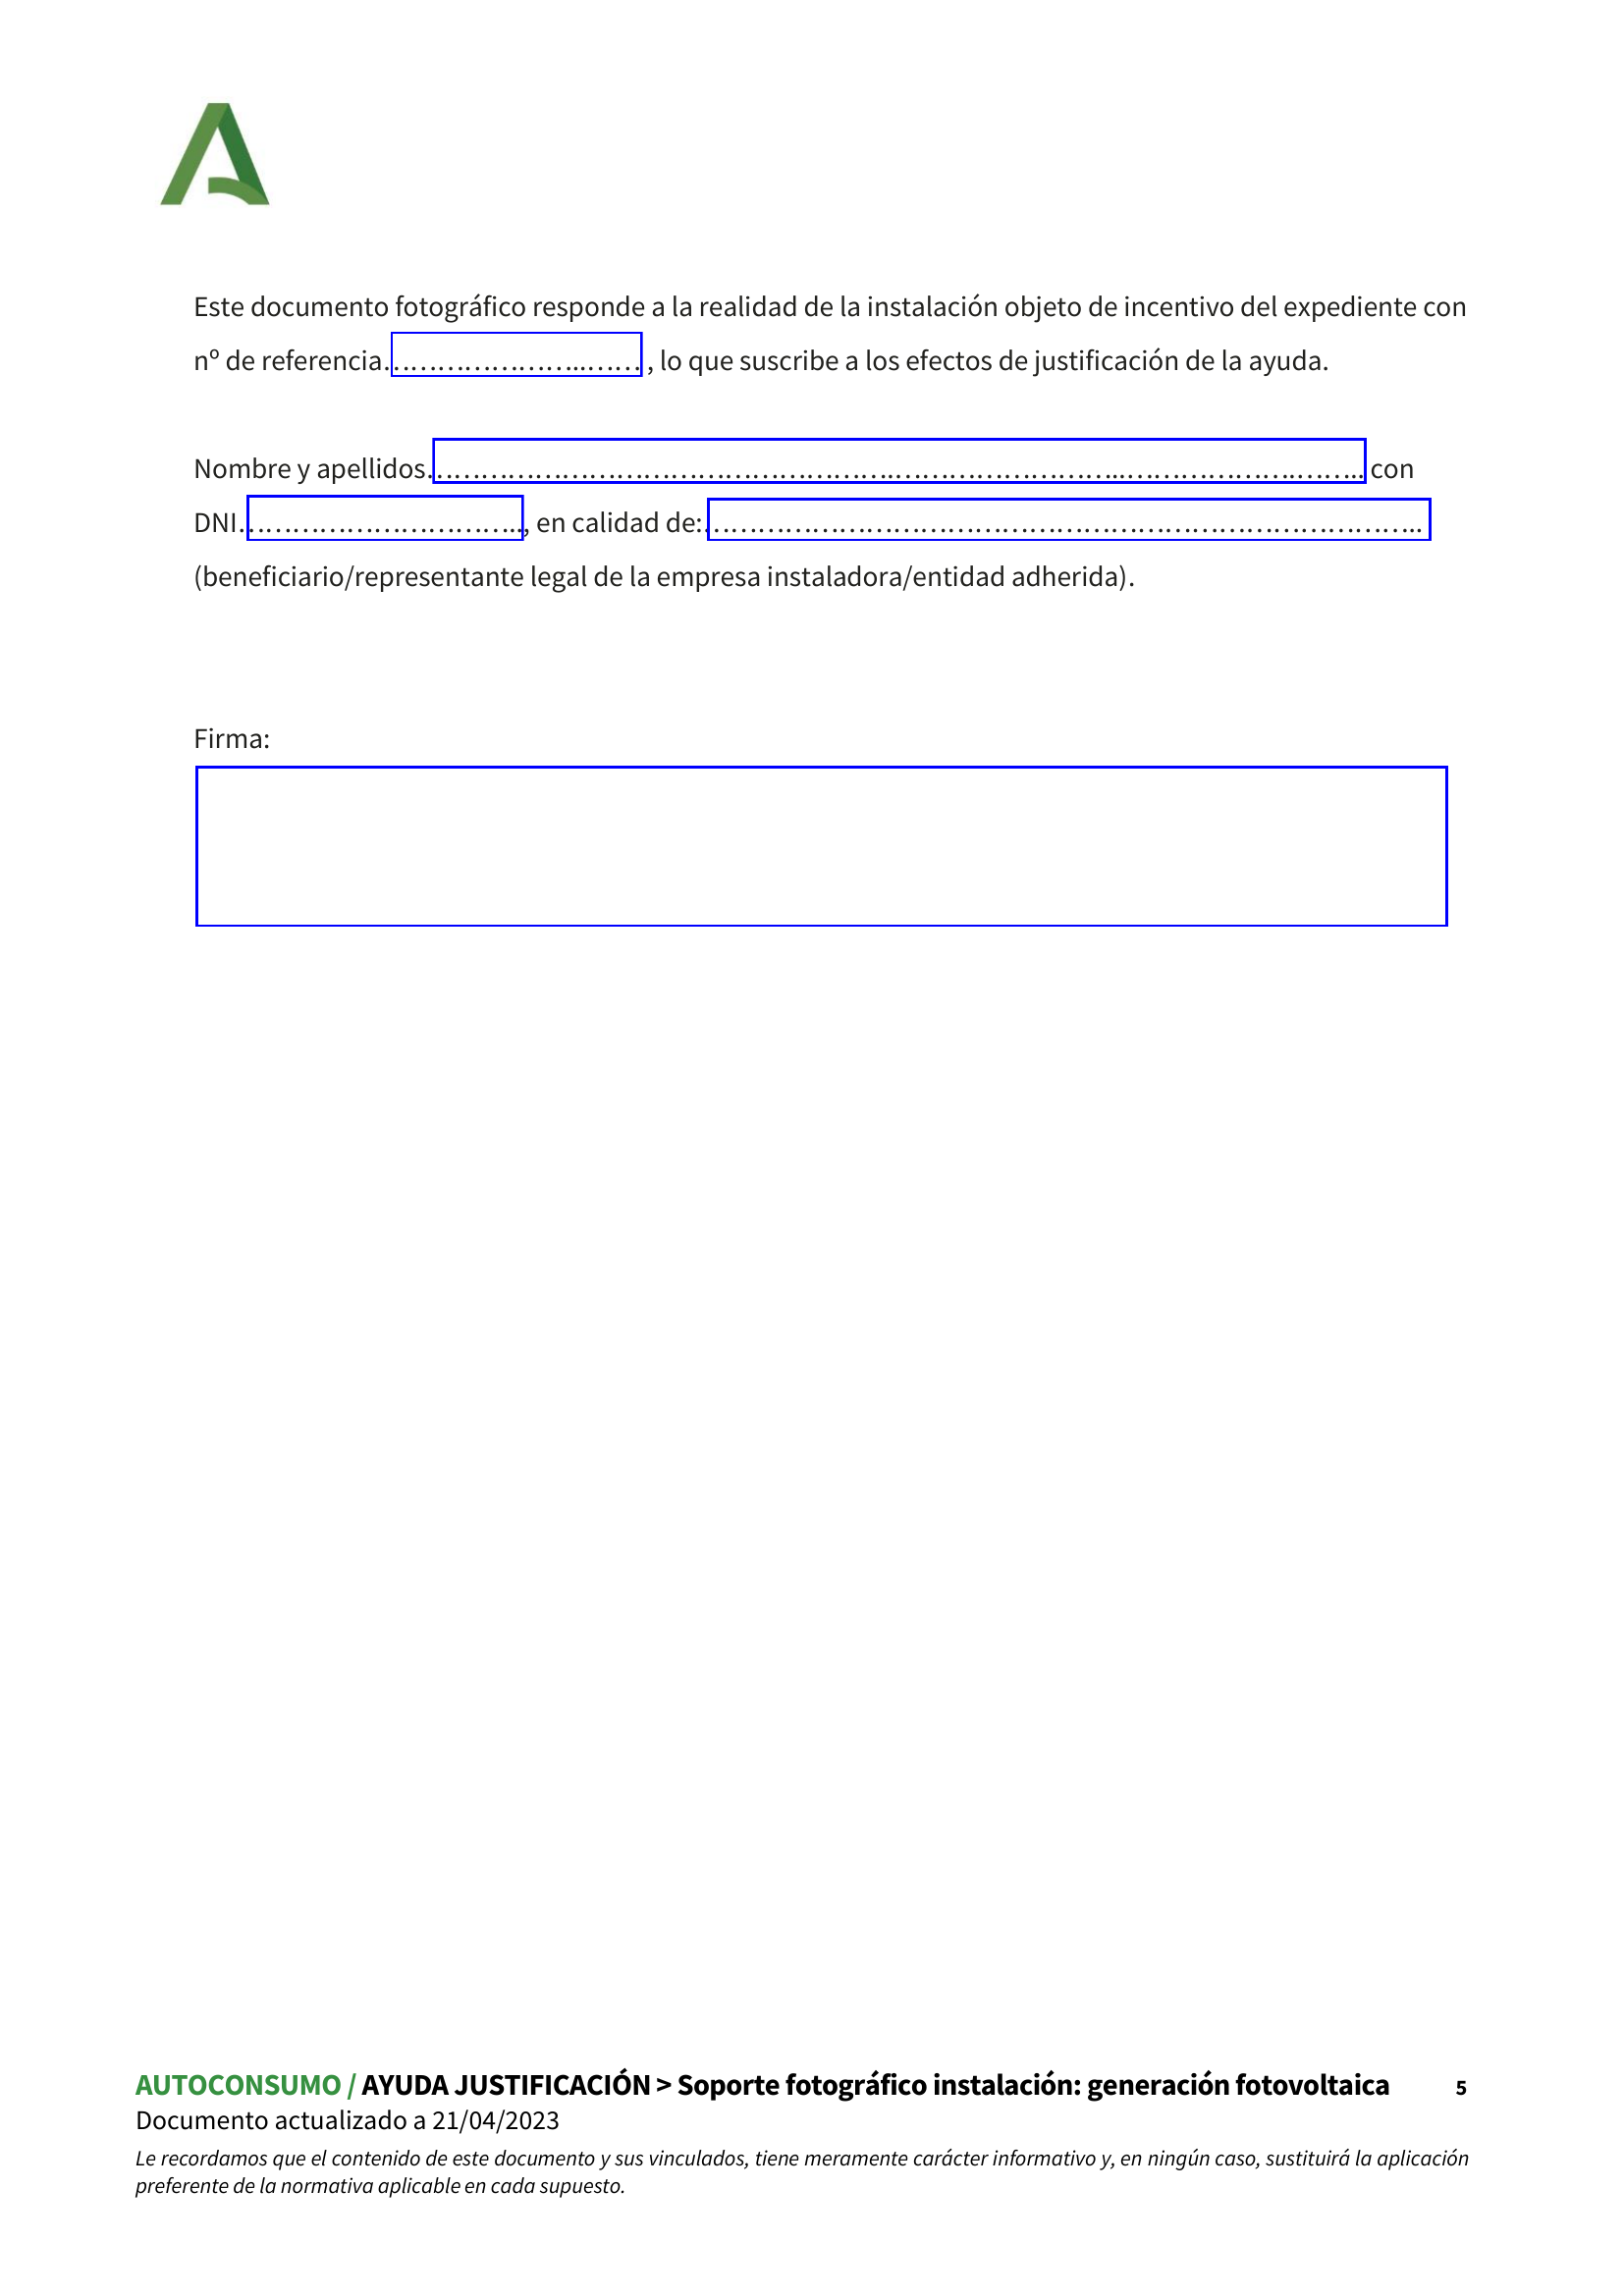 Este documento fotográfico responde a la realidad de la instalación objeto de incentivo del expediente con
nº de referencia…………………..……. , lo que suscribe a los efectos de justificación de la ayuda.
Nombre y apellidos…………………………………………….……………………..……………….…….. con
DNI…………………………..., en calidad de:……………………………………………………………………..
(beneficiario/representante legal de la empresa instaladora/entidad adherida).
Firma:
AUTOCONSUMO / AYUDA JUSTIFICACIÓN > Soporte fotográfico instalación: generación fotovoltaica 5
Documento actualizado a 21/04/2023
Le recordamos que el contenido de este documento y sus vinculados, tiene meramente carácter informativo y, en ningún caso, sustituirá la aplicación
preferente de la normativa aplicable en cada supuesto.